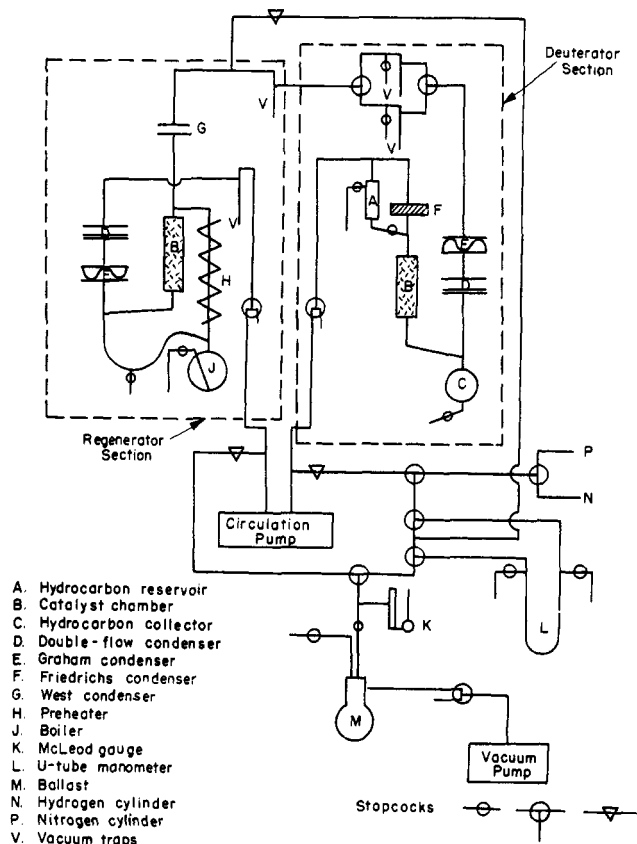 Deuterator
Section
V
V
V
G
A
F
V
B
H
D
E
E
B
D
J
C
Regenerator
Section
P
N
Circulation
Pump
L
K
M
Vacuum
Pump
Stopcocks
A. Hydrocarbon reservoir
B. Catalyst chamber
C. Hydrocarbon collector
D. Double-flow condenser
E. Graham condenser
F. Friedrichs condenser
G. West condenser
H. Preheater
J. Boiler
K. McLeod gauge
L. U-tube manometer
M. Ballast
N. Hydrogen cylinder
P. Nitrogen cylinder
V. Vacuum traps